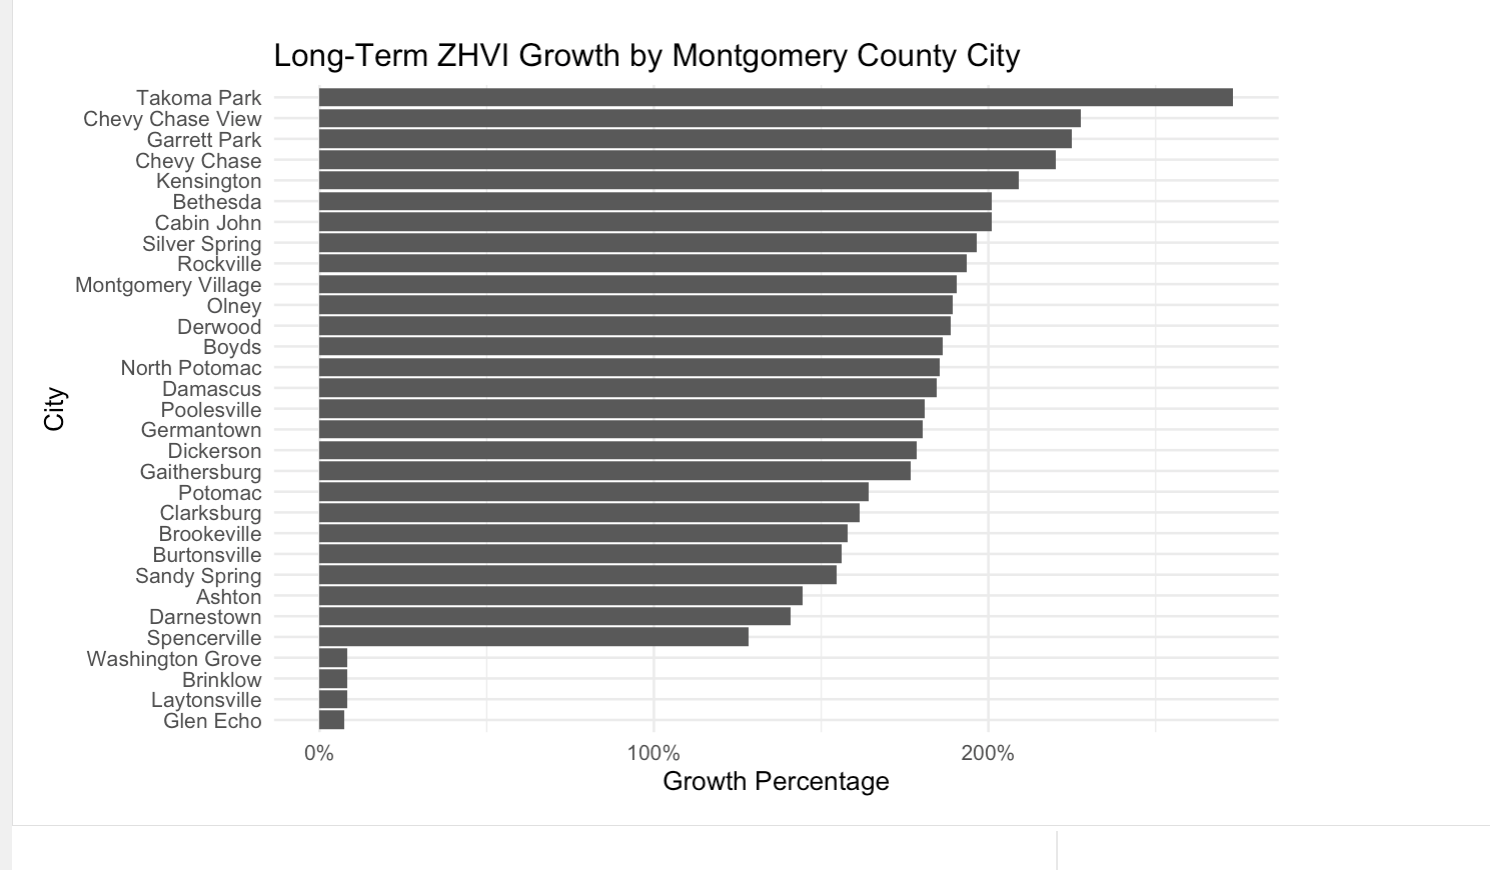 Long-Term ZHVI Growth by Montgomery County City
Takoma Park
Chevy Chase View
Garrett Park
Chevy Chase
Kensington
Bethesda
Cabin John
Silver Spring
Rockville
Montgomery Village
Olney
Derwood
Boyds
North Potomac
Damascus
Poolesville
Germantown
Dickerson
Gaithersburg
Potomac
Clarksburg
Brookeville
Burtonsville
Sandy Spring
Ashton
Darnestown
Spencerville
Washington Grove
Brinklow
Laytonsville
Glen Echo
City
0% 100% 200%
Growth Percentage